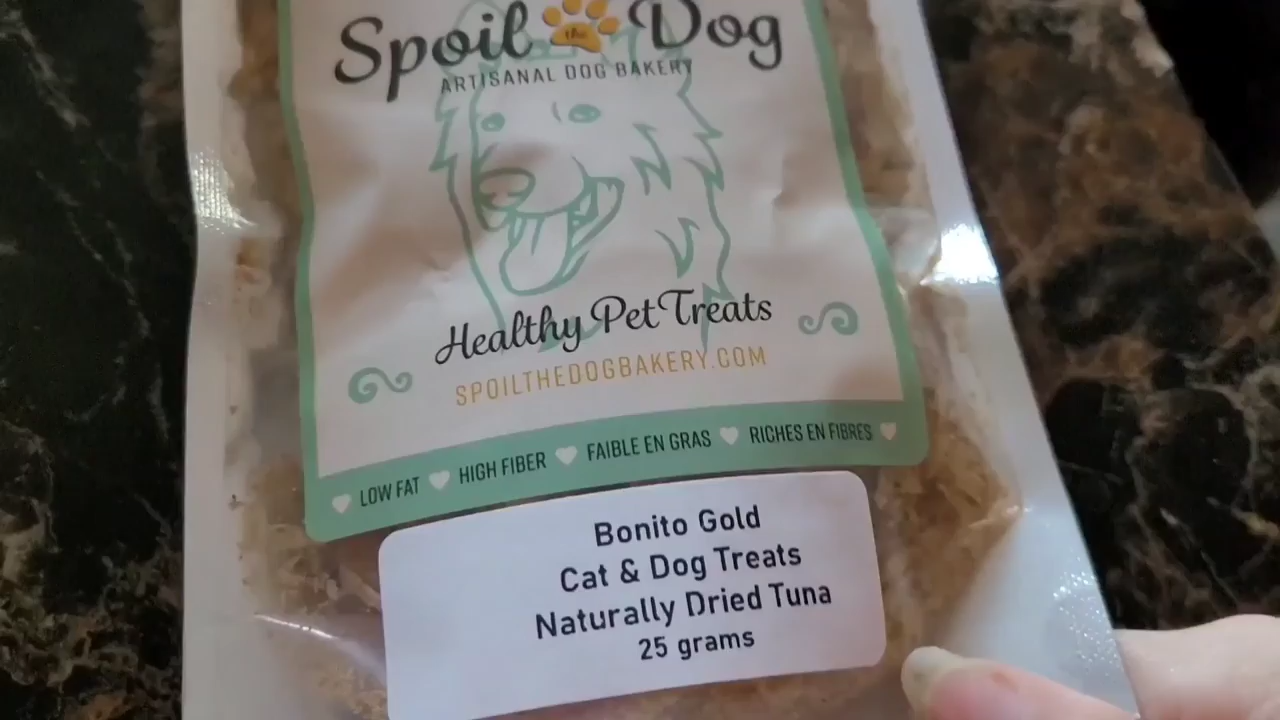 Spoil the Dog
ARTISANAL DOG BAKERY
Healthy Pet Treats
SPOILTHEDOGBAKERY.COM
LOW FAT HIGH FIBER FAIBLE EN GRAS RICHES EN FIBRES
Bonito Gold
Cat & Dog Treats
Naturally Dried Tuna
25 grams